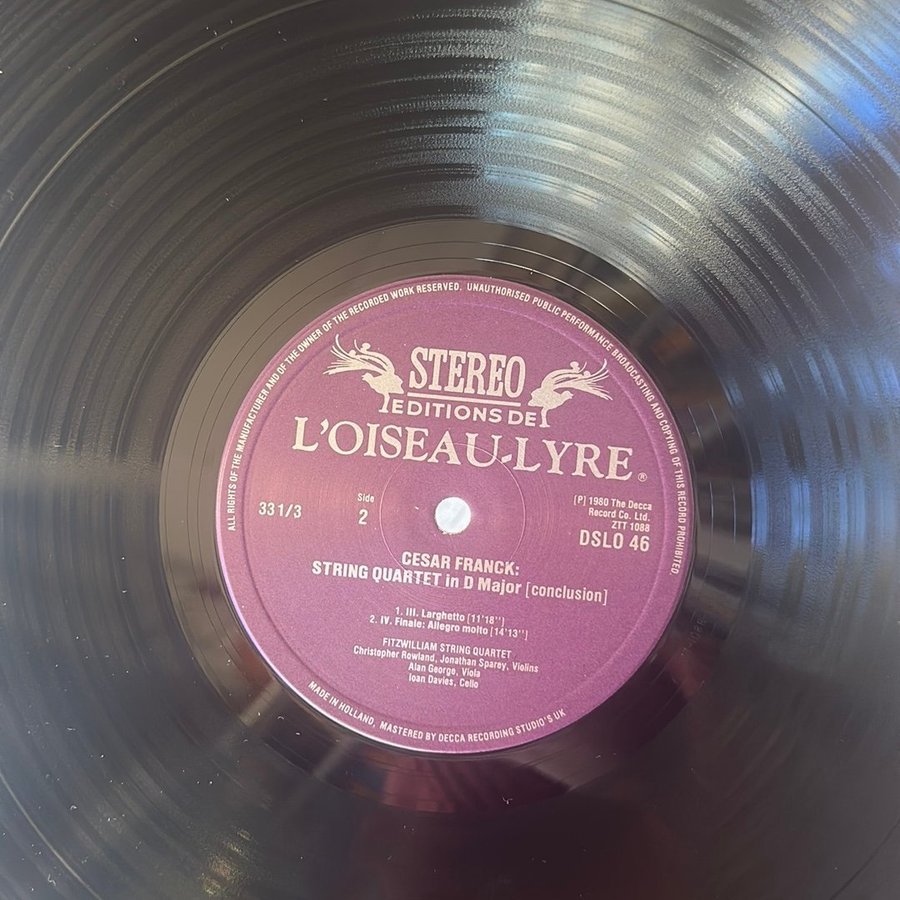 ALL RIGHTS OF THE MANUFACTURER AND OF THE OWNER OF THE RECORDED WORK RESERVED. UNAUTHORISED PUBLIC PERFORMANCE BROADCASTING AND COPYING OF THIS RECORD PROHIBITED.
STEREO
EDITIONS DE
L'OISEAU-LYRE®
33 1/3
Side
2
[P] 1980 The Decca
Record Co. Ltd.
ZTT 1088
DSLO 46
CESAR FRANCK:
STRING QUARTET in D Major [conclusion]
1. III. Larghetto [11'18'']
2. IV. Finale: Allegro molto [14'13'']
FITZWILLIAM STRING QUARTET
Christopher Rowland, Jonathan Sparey, Violins
Alan George, Viola
Ioan Davies, Cello
MADE IN HOLLAND. MASTERED BY DECCA RECORDING STUDIO'S UK